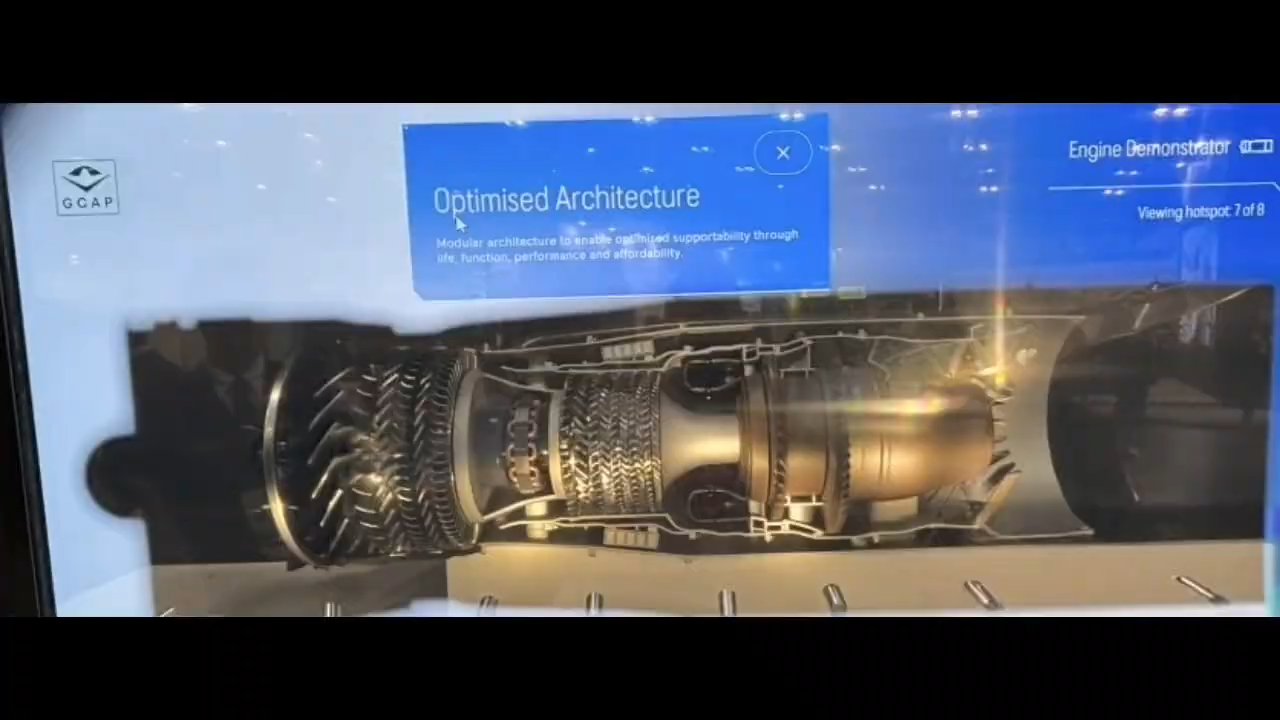 GCAP
Optimised Architecture
Modular architecture to enable optimised supportability through
life, function, performance and affordability.
Engine Demonstrator
Viewing hotspot: 7 of 8